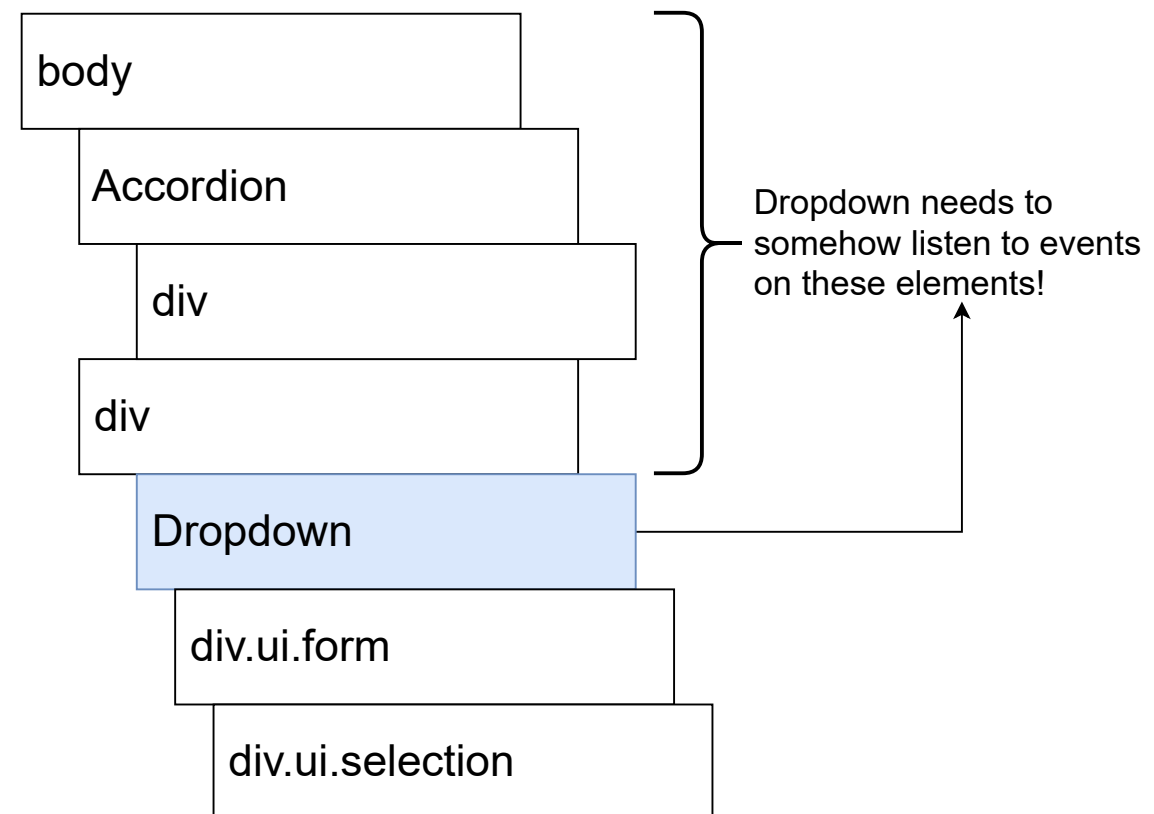 body
Accordion
div
div
Dropdown
div.ui.form
div.ui.selection
Dropdown needs to
somehow listen to events
on these elements!